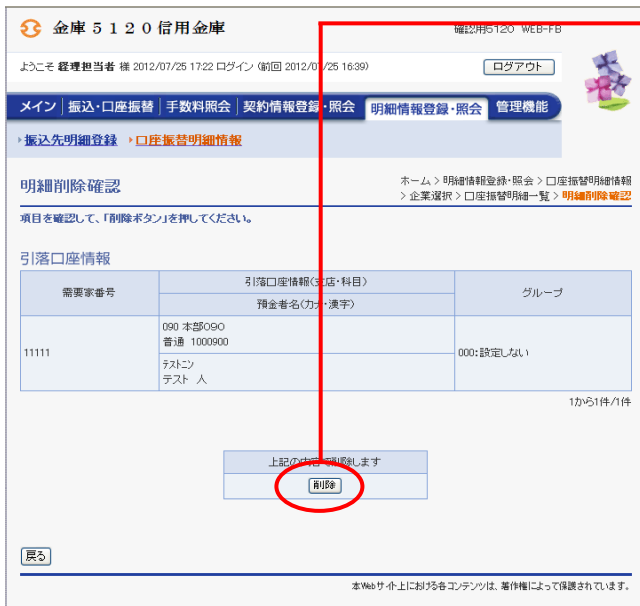 金庫５１２０信用金庫
確認用5120 WEB-FB
ようこそ 経理担当者 様 2012/07/25 17:22 ログイン (前回 2012/07/25 16:39)
ログアウト
メイン 振込・口座振替 手数料照会 契約情報登録・照会 明細情報登録・照会 管理機能
振込先明細登録 口座振替明細情報
明細削除確認
ホーム > 明細情報登録・照会 > 口座振替明細情報
> 企業選択 > 口座振替明細一覧 > 明細削除確認
項目を確認して、「削除ボタン」を押してください。
引落口座情報
需要家番号
引落口座情報(支店・科目)
預金者名(カナ・漢字)
グループ
11111
090 本部○9○
普通 1000900
ﾃｽﾄﾆﾝ
テスト 人
000:設定しない
1から1件/1件
上記の内容で削除します
削除
戻る
本Webサイト上における各コンテンツは、著作権によって保護されています。